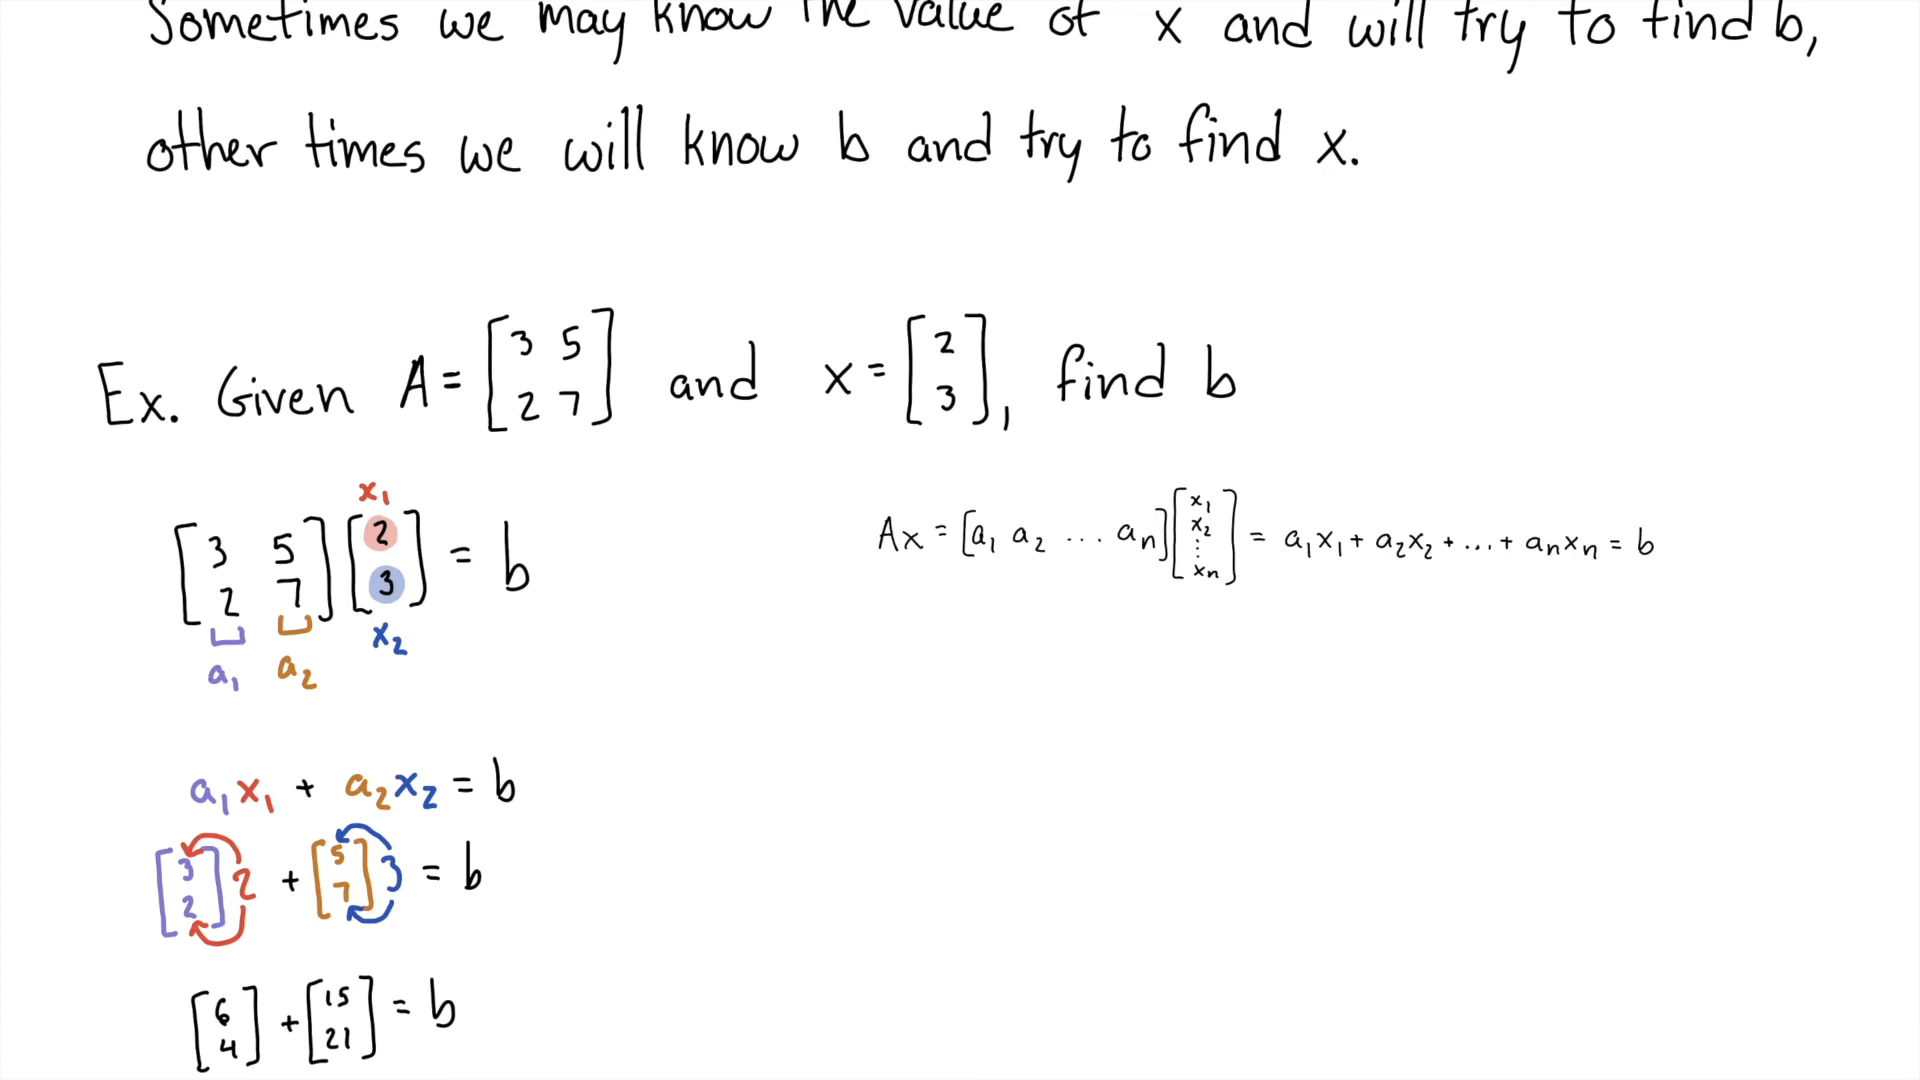 Sometimes we may know the value of x and will try to find b,
other times we will know b and try to find x.
Ex. Given A = [3 5; 2 7] and x = [2; 3], find b
x₁
[3 5; 2 7] [2; 3] = b
x₂
a₁ a₂
Ax = [a₁ a₂ ... aₙ] [x₁; x₂; ⋮; xₙ] = a₁x₁ + a₂x₂ + ... + aₙxₙ = b
a₁x₁ + a₂x₂ = b
[3; 2] 2 + [5; 7] 3 = b
[6; 4] + [15; 21] = b